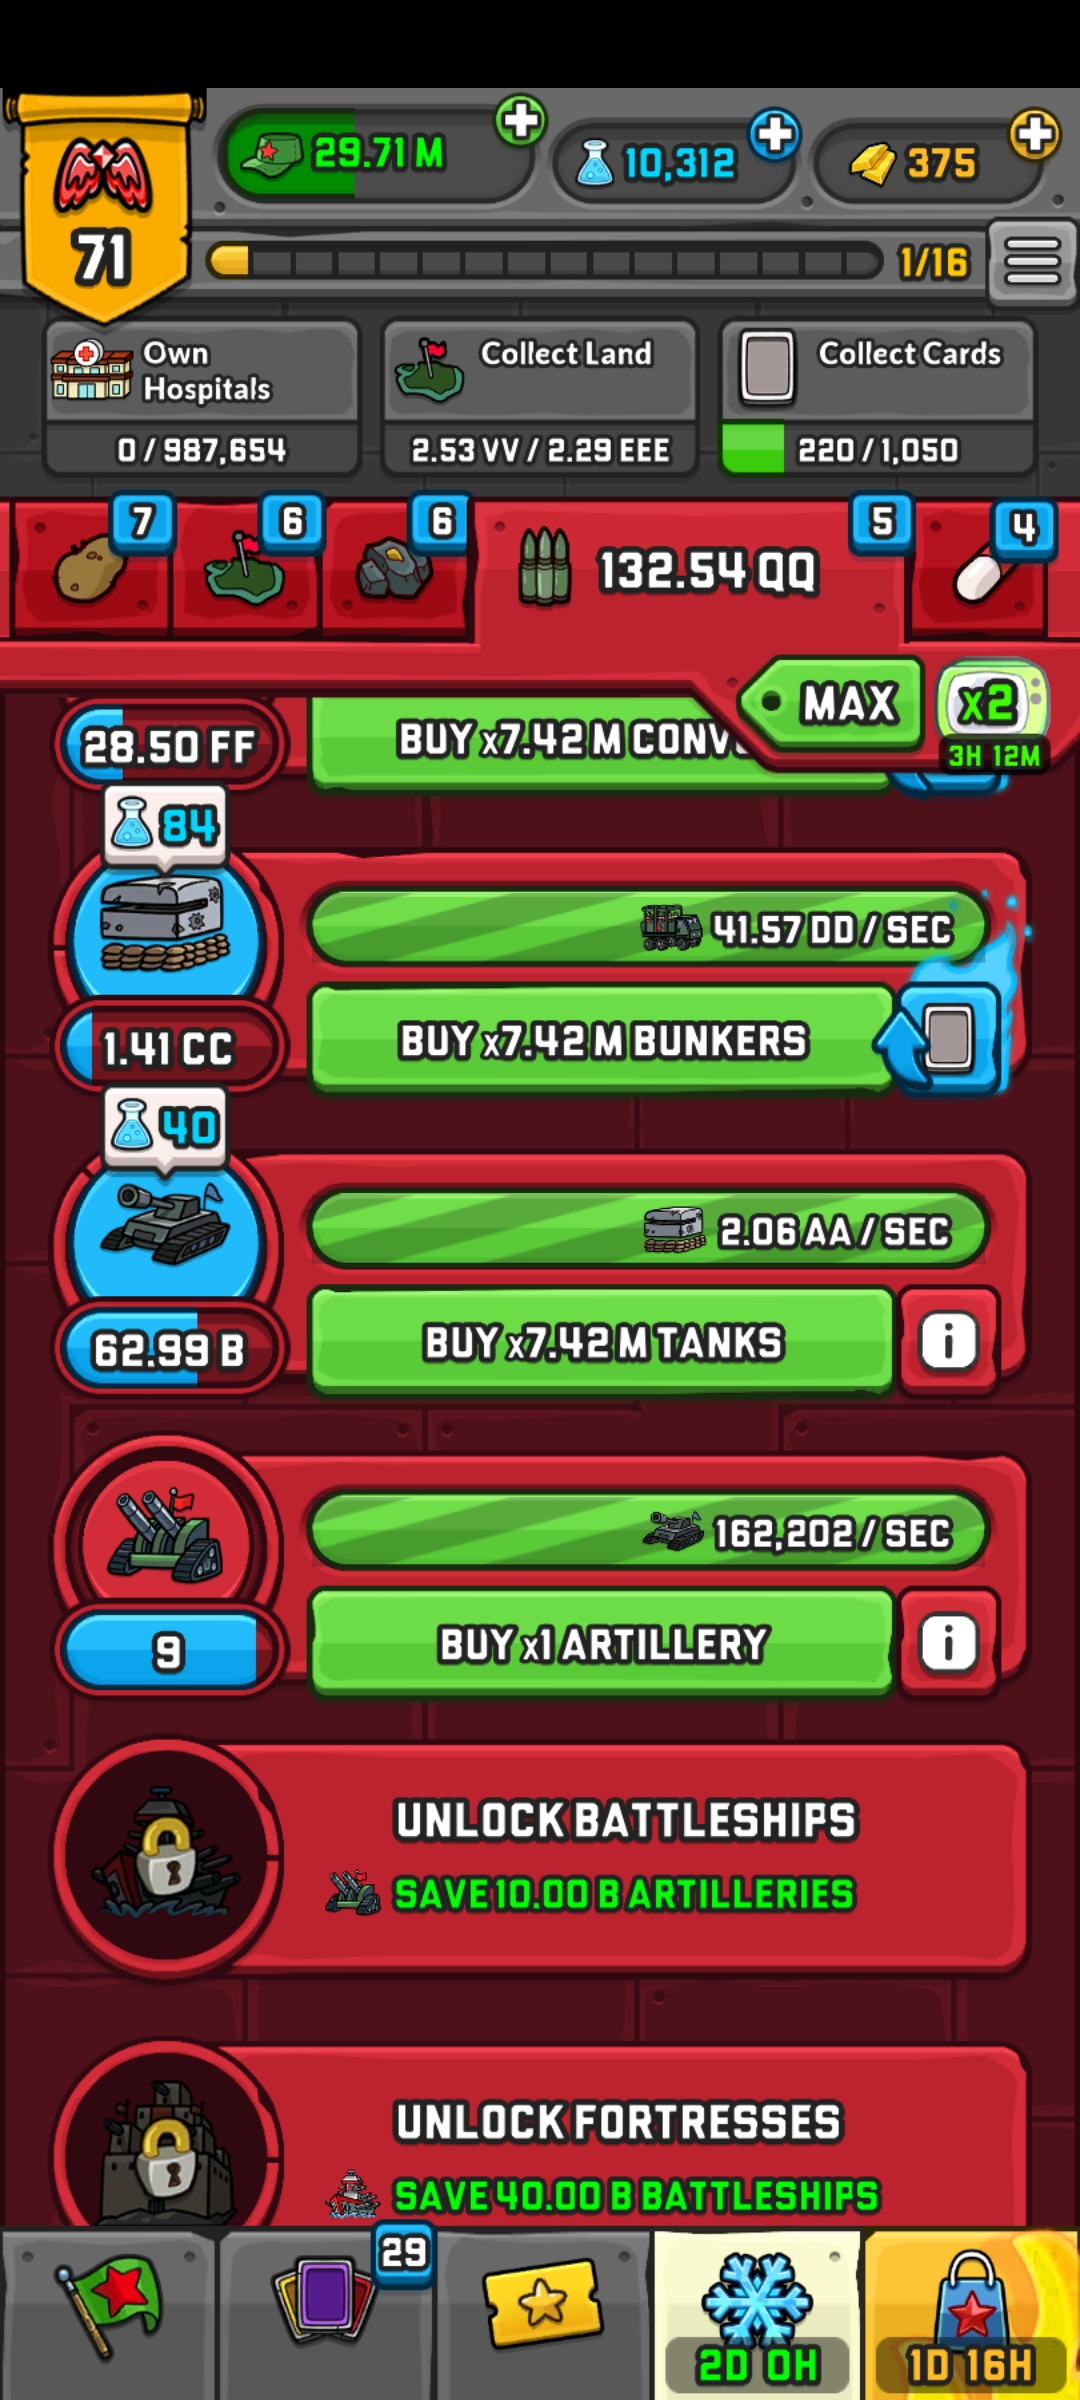 29.71 M
10,312
375
71
1/16
Own
Hospitals
0 / 987,654
Collect Land
2.53 VV / 2.29 EEE
Collect Cards
220 / 1,050
7
6
6
132.54 QQ
5
4
MAX
x2
3H 12M
28.50 FF
BUY x7.42 M CONV
84
41.57 DD / SEC
1.41 CC
BUY x7.42 M BUNKERS
40
2.06 AA / SEC
62.99 B
BUY x7.42 M TANKS
i
162,202 / SEC
9
BUY x1 ARTILLERY
i
UNLOCK BATTLESHIPS
SAVE 10.00 B ARTILLERIES
UNLOCK FORTRESSES
SAVE 40.00 B BATTLESHIPS
29
2D 0H
1D 16H